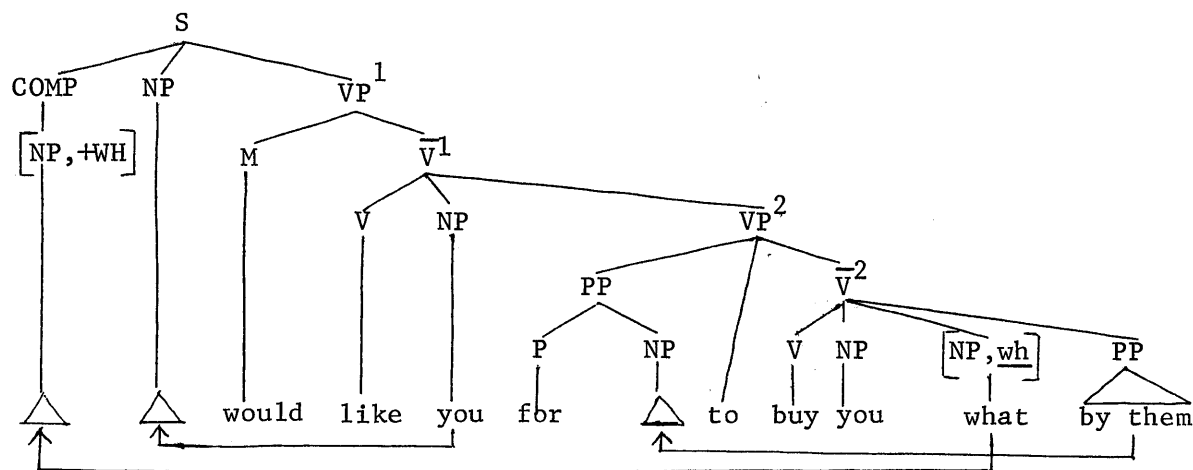 S
COMP NP VP¹
[NP,+WH] M V̅¹
V NP VP²
PP V̅²
P NP V NP [NP,wh] PP
would like you for to buy you what by them